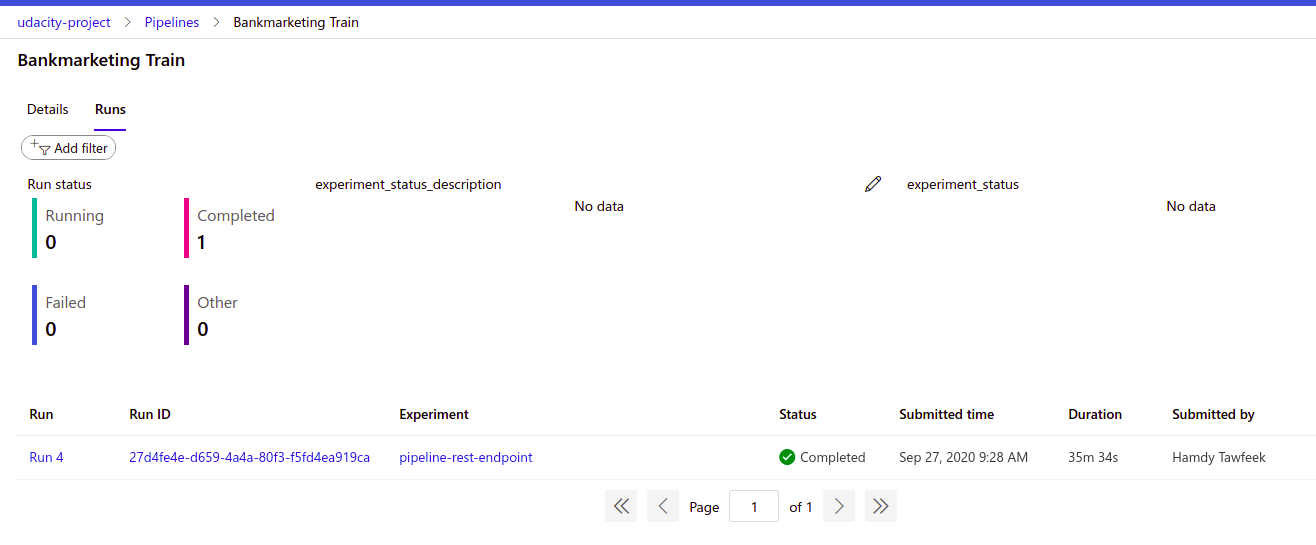 udacity-project > Pipelines > Bankmarketing Train
Bankmarketing Train
Details Runs
Add filter
Run status experiment_status_description experiment_status
No data No data
Running Completed
0 1
Failed Other
0 0
Run Run ID Experiment Status Submitted time Duration Submitted by
Run 4 27d4fe4e-d659-4a4a-80f3-f5fd4ea919ca pipeline-rest-endpoint Completed Sep 27, 2020 9:28 AM 35m 34s Hamdy Tawfeek
Page 1 of 1